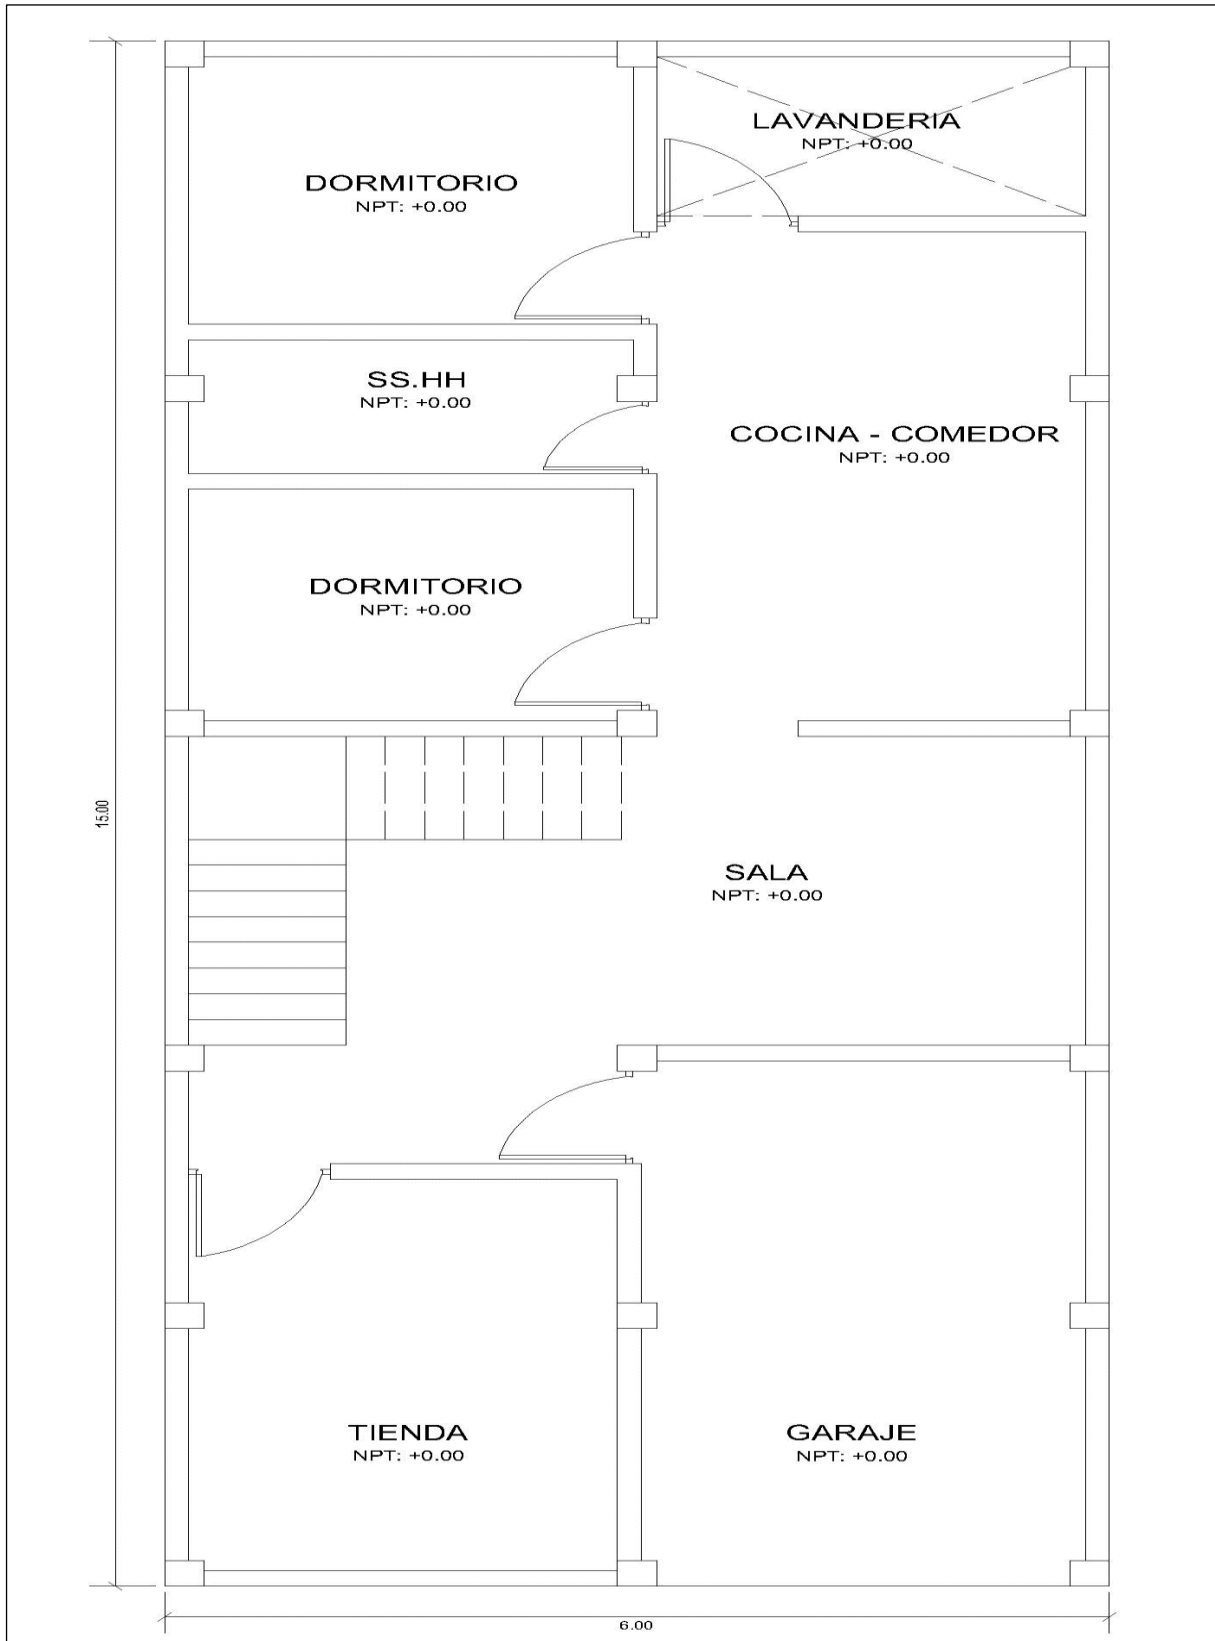 LAVANDERIA
NPT: +0.00
DORMITORIO
NPT: +0.00
SS.HH
NPT: +0.00
COCINA - COMEDOR
NPT: +0.00
DORMITORIO
NPT: +0.00
15.00
SALA
NPT: +0.00
TIENDA
NPT: +0.00
GARAJE
NPT: +0.00
6.00